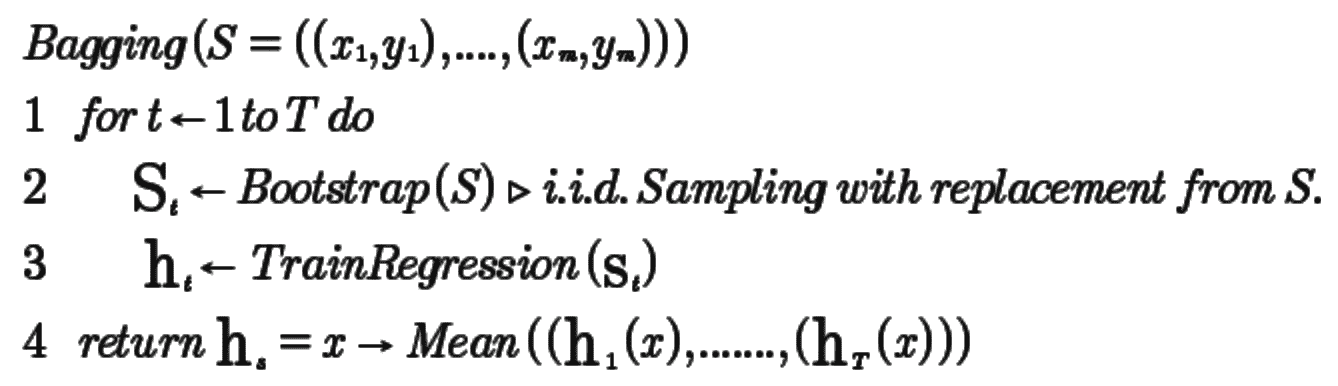 Bagging(S = ((x₁,y₁),....,(xₘ,yₘ)))
1 for t ← 1 to T do
2 Sₜ ← Bootstrap(S) ▷ i.i.d. Sampling with replacement from S.
3 hₜ ← TrainRegression(sₜ)
4 return hₛ = x → Mean((h₁(x),.......,(h_T(x)))